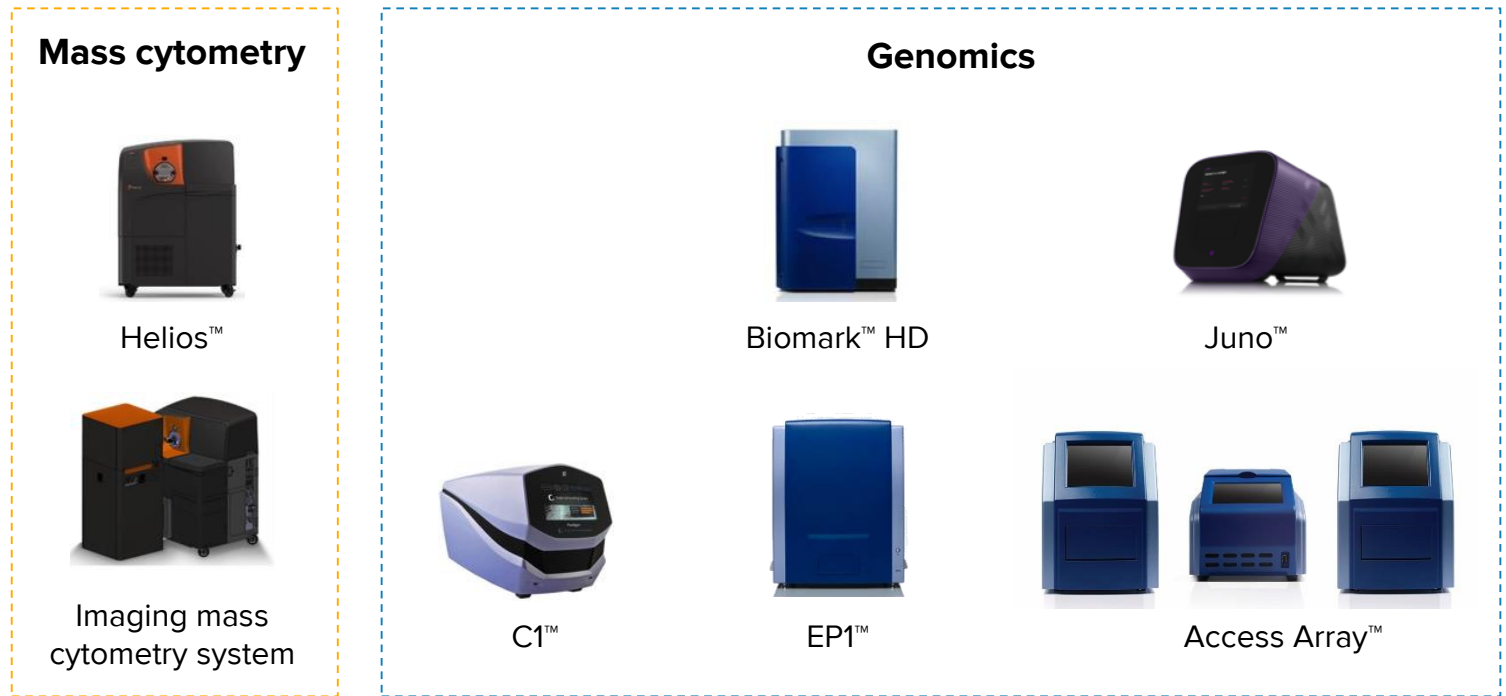 Mass cytometry
Genomics
Helios™
Biomark™ HD
Juno™
Imaging mass
cytometry system
C1™
EP1™
Access Array™